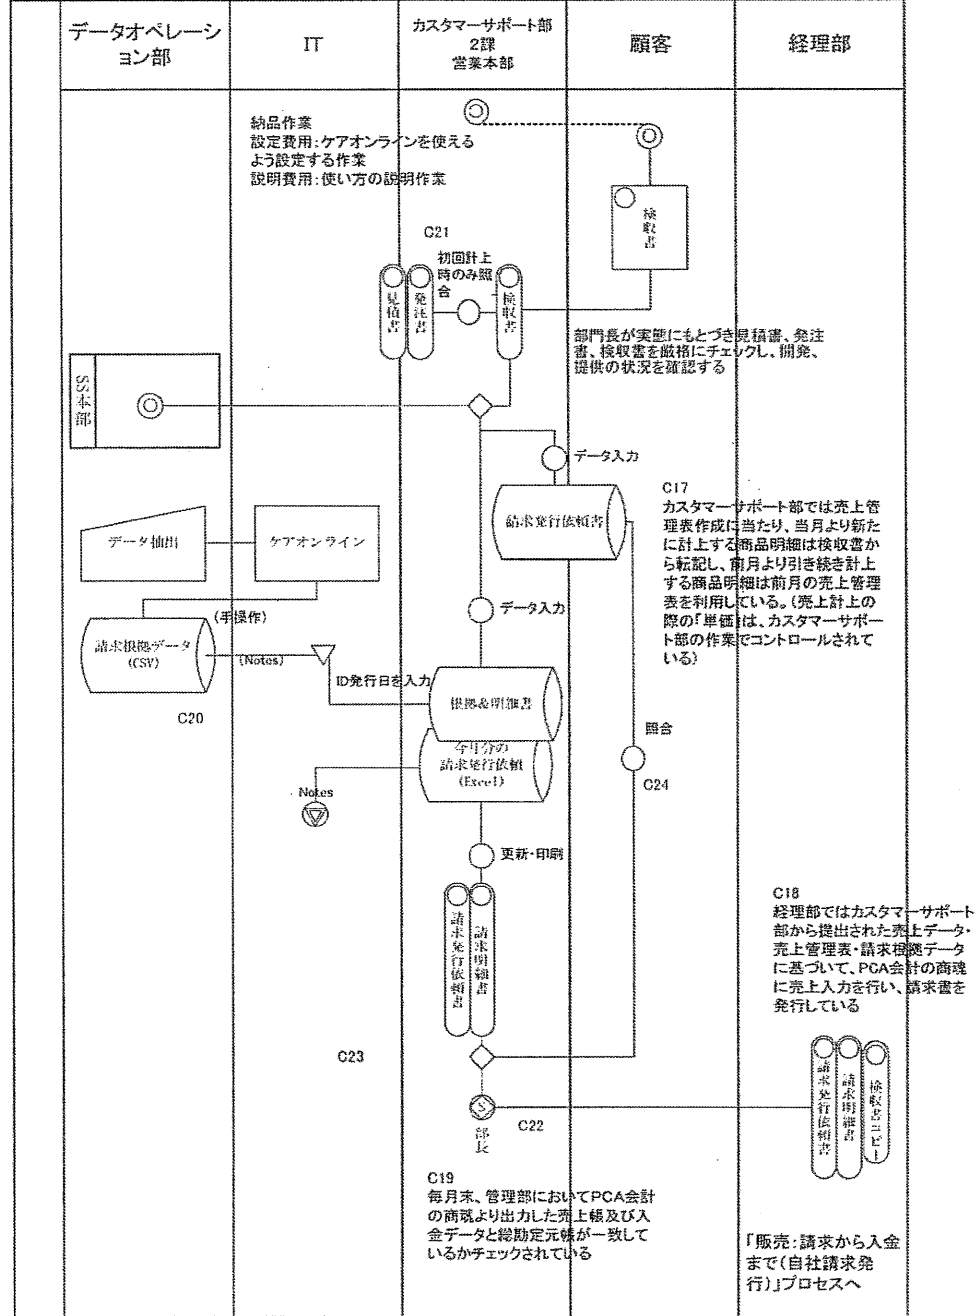 データオペレーシ
ョン部
IT
カスタマーサポート部
2課
営業本部
顧客
経理部
納品作業
設定費用:ケアオンラインを使える
よう設定する作業
説明費用:使い方の説明作業
検収書
C21
初回計上
時のみ照
合
見積書
発注書
検収書
部門長が実態にもとづき見積書、発注
書、検収書を厳格にチェックし、開発、
提供の状況を確認する
SS本部
データ入力
請求発行依頼書
C17
カスタマーサポート部では売上管
理表作成に当たり、当月より新た
に計上する商品明細は検収書か
ら転記し、前月より引き続き計上
する商品明細は前月の売上管理
表を利用している。(売上計上の
際の「単価」は、カスタマーサポー
ト部の作業でコントロールされて
いる)
データ抽出
ケアオンライン
(手操作)
データ入力
請求根拠データ
(CSV)
(Notes)
ID発行日を入力
C20
根拠&明細書
今月分の
請求発行依頼
(Excel)
照合
C24
Notes
更新・印刷
請求発行依頼書
請求明細書
C18
経理部ではカスタマーサポート
部から提出された売上データ・
売上管理表・請求根拠データ
に基づいて、PCA会計の商魂
に売上入力を行い、請求書を
発行している
C23
S
部長
C22
請求発行依頼書
請求明細書
検収書コピー
C19
毎月末、管理部においてPCA会計
の商魂より出力した売上帳及び入
金データと総勘定元帳が一致して
いるかチェックされている
「販売:請求から入金
まで(自社請求発
行)」プロセスへ